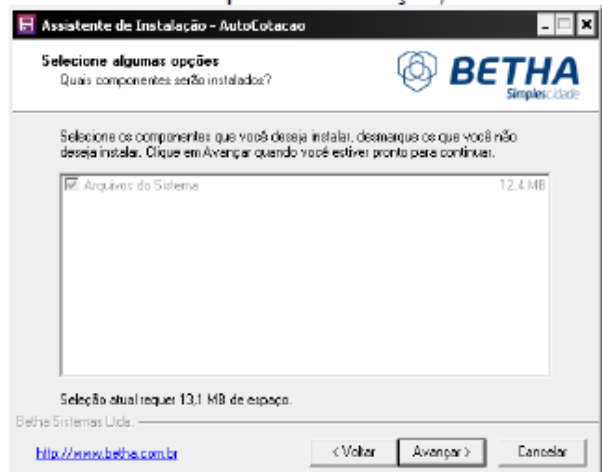 Assistente de Instalação - AutoCotacao
Selecione algumas opções
Quais componentes serão instalados?
BETHA
Simplescidade
Selecione os componentes que você deseja instalar, desmarque os que você não
deseja instalar. Clique em Avançar quando você estiver pronto para continuar.
Arquivos do Sistema 12,4 MB
Seleção atual requer 13,1 MB de espaço.
Betha Sistemas Ltda.
http://www.betha.com.br < Voltar Avançar > Cancelar